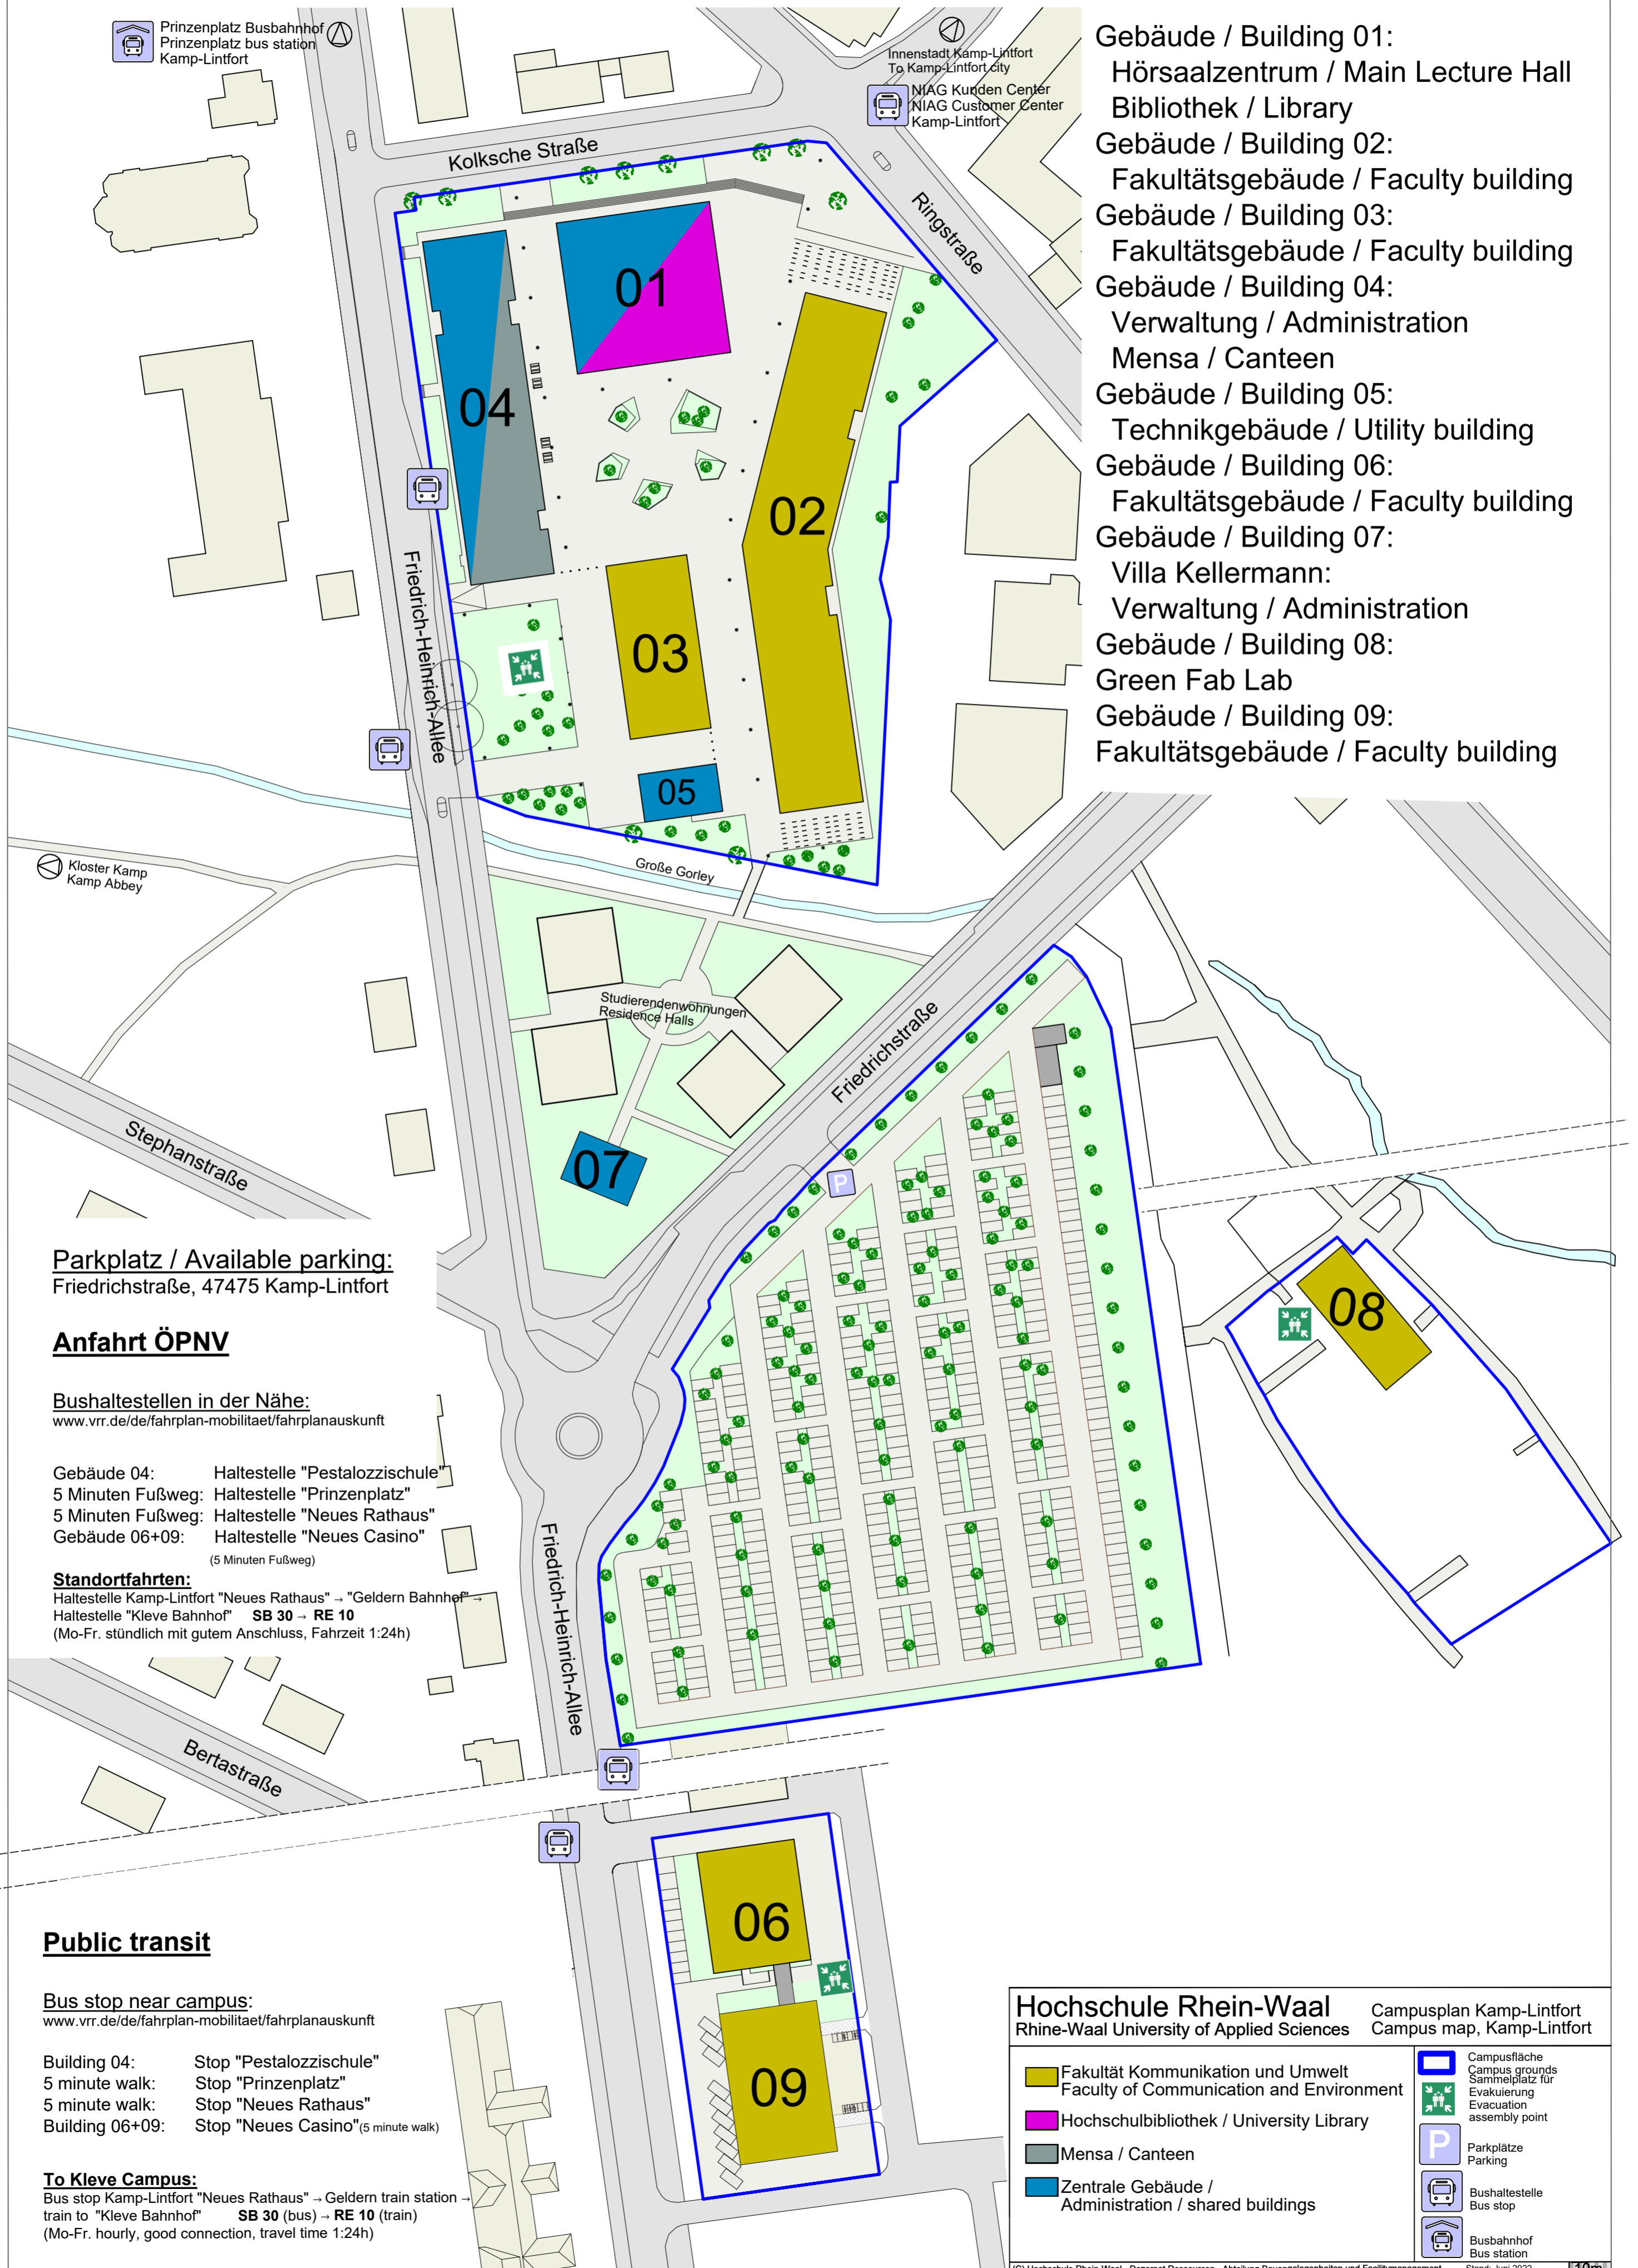 Prinzenplatz Busbahnhof
Prinzenplatz bus station
Kamp-Lintfort
Innenstadt Kamp-Lintfort
To Kamp-Lintfort city
NIAG Kunden Center
NIAG Customer Center
Kamp-Lintfort
Gebäude / Building 01:
Hörsaalzentrum / Main Lecture Hall
Bibliothek / Library
Gebäude / Building 02:
Fakultätsgebäude / Faculty building
Gebäude / Building 03:
Fakultätsgebäude / Faculty building
Gebäude / Building 04:
Verwaltung / Administration
Mensa / Canteen
Gebäude / Building 05:
Technikgebäude / Utility building
Gebäude / Building 06:
Fakultätsgebäude / Faculty building
Gebäude / Building 07:
Villa Kellermann:
Verwaltung / Administration
Gebäude / Building 08:
Green Fab Lab
Gebäude / Building 09:
Fakultätsgebäude / Faculty building
Kolksche Straße
Ringstraße
01
04
02
Friedrich-Heinrich-Allee
03
05
Große Gorley
Kloster Kamp
Kamp Abbey
Studierendenwohnungen
Residence Halls
Friedrichstraße
Stephanstraße
07
P
08
Parkplatz / Available parking:
Friedrichstraße, 47475 Kamp-Lintfort
Anfahrt ÖPNV
Bushaltestellen in der Nähe:
www.vrr.de/de/fahrplan-mobilitaet/fahrplanauskunft
Gebäude 04: Haltestelle "Pestalozzischule"
5 Minuten Fußweg: Haltestelle "Prinzenplatz"
5 Minuten Fußweg: Haltestelle "Neues Rathaus"
Gebäude 06+09: Haltestelle "Neues Casino"
(5 Minuten Fußweg)
Standortfahrten:
Haltestelle Kamp-Lintfort "Neues Rathaus" → "Geldern Bahnhof" →
Haltestelle "Kleve Bahnhof" SB 30 → RE 10
(Mo-Fr. stündlich mit gutem Anschluss, Fahrzeit 1:24h)
Friedrich-Heinrich-Allee
Bertastraße
06
09
Public transit
Bus stop near campus:
www.vrr.de/de/fahrplan-mobilitaet/fahrplanauskunft
Building 04: Stop "Pestalozzischule"
5 minute walk: Stop "Prinzenplatz"
5 minute walk: Stop "Neues Rathaus"
Building 06+09: Stop "Neues Casino" (5 minute walk)
To Kleve Campus:
Bus stop Kamp-Lintfort "Neues Rathaus" → Geldern train station →
train to "Kleve Bahnhof" SB 30 (bus) → RE 10 (train)
(Mo-Fr. hourly, good connection, travel time 1:24h)
Hochschule Rhein-Waal
Rhine-Waal University of Applied Sciences
Campusplan Kamp-Lintfort
Campus map, Kamp-Lintfort
Fakultät Kommunikation und Umwelt
Faculty of Communication and Environment
Hochschulbibliothek / University Library
Mensa / Canteen
Zentrale Gebäude /
Administration / shared buildings
Campusfläche
Campus grounds
Sammelplatz für
Evakuierung
Evacuation
assembly point
P
Parkplätze
Parking
Bushaltestelle
Bus stop
Busbahnhof
Bus station